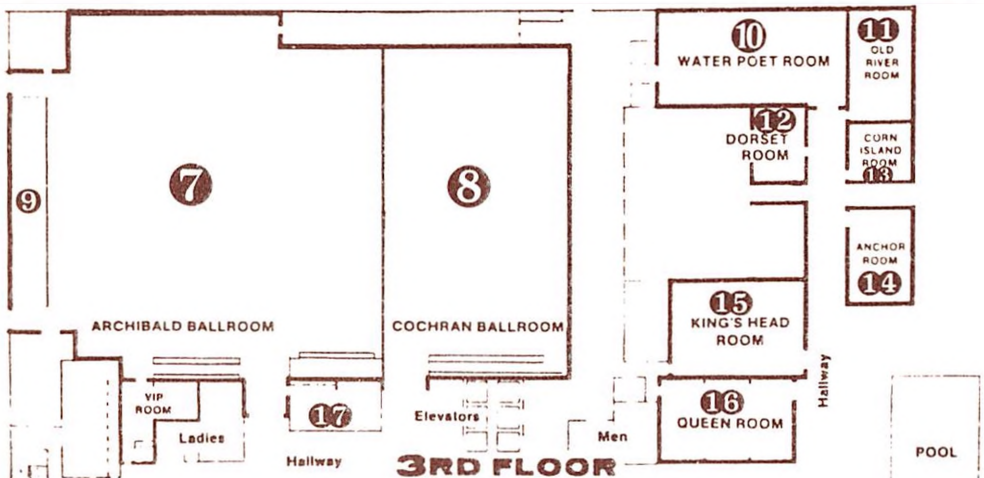 10
WATER POET ROOM
11
OLD
RIVER
ROOM
12
DORSET
ROOM
CORN
ISLAND
ROOM
13
7
8
9
ANCHOR
ROOM
14
15
KING'S HEAD
ROOM
ARCHIBALD BALLROOM
COCHRAN BALLROOM
Hallway
VIP
ROOM
17
Elevators
16
QUEEN ROOM
Ladies
Men
POOL
Hallway
3RD FLOOR